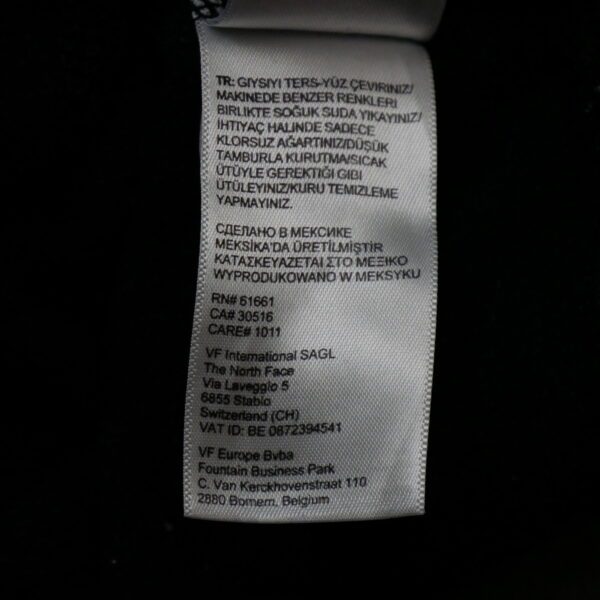 TR: GIYSIYI TERS-YÜZ ÇEVIRINIZ/
MAKINEDE BENZER RENKLERI
BIRLIKTE SOĞUK SUDA YIKAYINIZ/
İHTIYAÇ HALINDE SADECE
KLORSUZ AĞARTINIZ/DÜŞÜK
TAMBURLA KURUTMA/SICAK
ÜTÜYLE GEREKTIĞI GIBI
ÜTÜLEYINIZ/KURU TEMIZLEME
YAPMAYINIZ.
СДЕЛАНО В МЕКСИКЕ
MEKSİKA'DA ÜRETİLMİŞTİR
ΚΑΤΑΣΚΕΥΑΖΕΤΑΙ ΣΤΟ ΜΕΞΙΚΟ
WYPRODUKOWANO W MEKSYKU
RN# 61661
CA# 30516
CARE# 1011
VF International SAGL
The North Face
Via Laveggio 5
6855 Stabio
Switzerland (CH)
VAT ID: BE 0872394541
VF Europe Bvba
Fountain Business Park
C. Van Kerckhovenstraat 110
2880 Bornem, Belgium